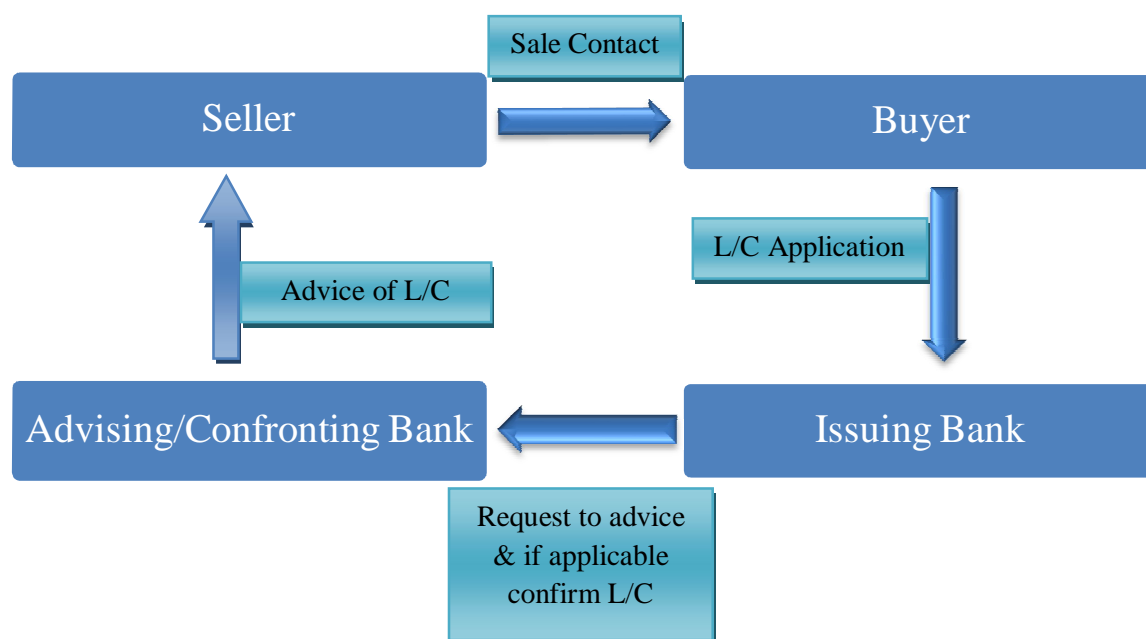 Sale Contact
Seller
Buyer
L/C Application
Advice of L/C
Advising/Confronting Bank
Issuing Bank
Request to advice
& if applicable
confirm L/C